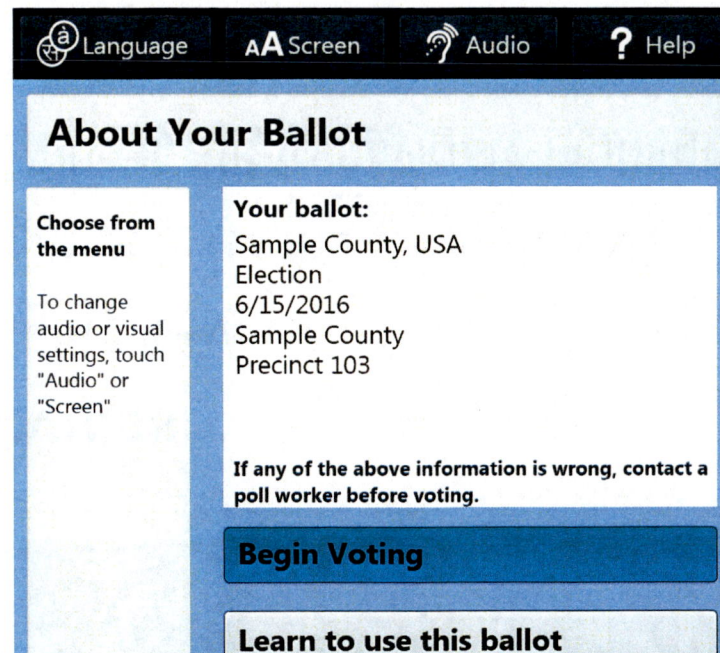 Language AA Screen Audio ? Help
About Your Ballot
Choose from
the menu
To change
audio or visual
settings, touch
"Audio" or
"Screen"
Your ballot:
Sample County, USA
Election
6/15/2016
Sample County
Precinct 103
If any of the above information is wrong, contact a
poll worker before voting.
Begin Voting
Learn to use this ballot